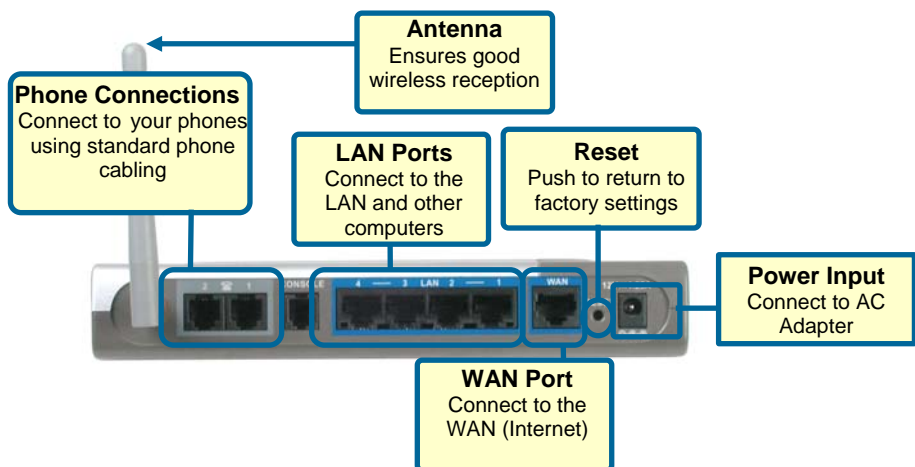 Antenna
Ensures good
wireless reception
Phone Connections
Connect to your phones
using standard phone
cabling
LAN Ports
Connect to the
LAN and other
computers
Reset
Push to return to
factory settings
Power Input
Connect to AC
Adapter
2 1
CONSOLE
4 3 LAN 2 1
WAN
WAN Port
Connect to the
WAN (Internet)